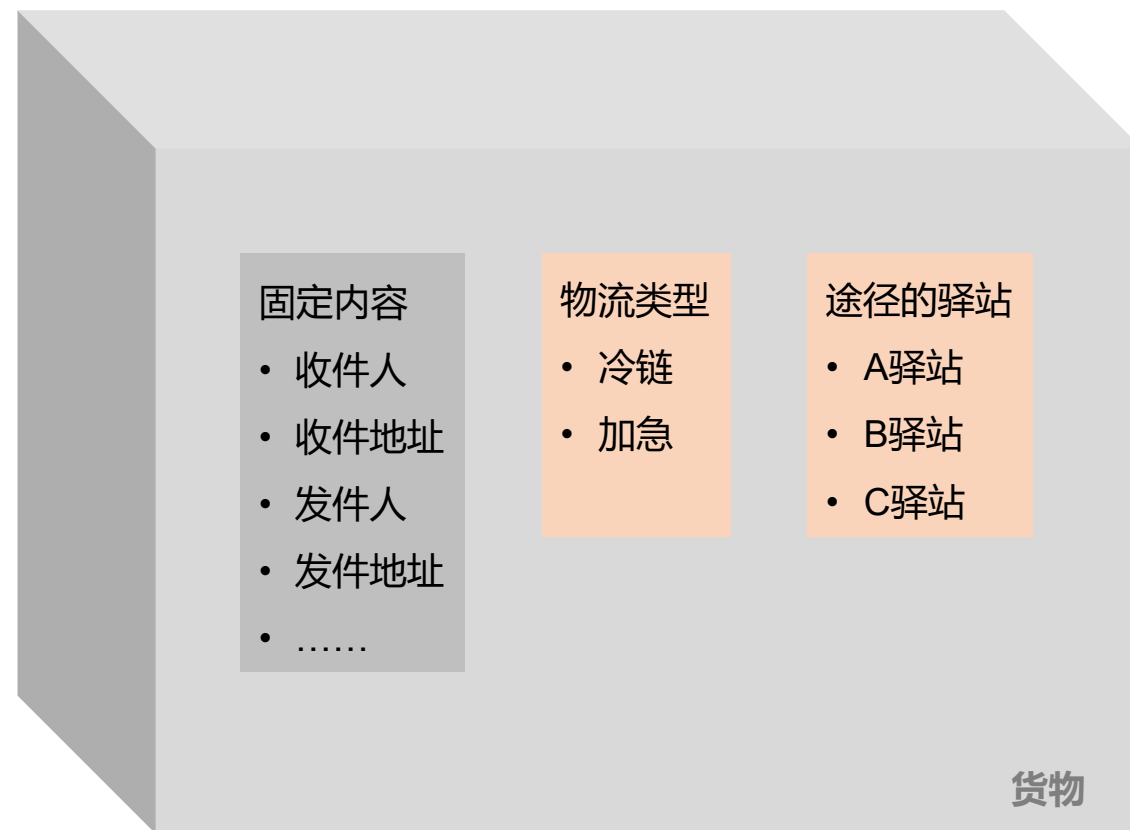 固定内容
• 收件人
• 收件地址
• 发件人
• 发件地址
• ……
物流类型
• 冷链
• 加急
途径的驿站
• A驿站
• B驿站
• C驿站
货物